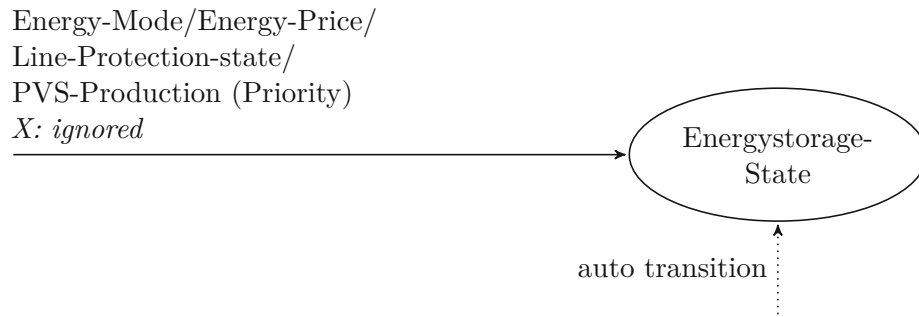 Energy-Mode/Energy-Price/
Line-Protection-state/
PVS-Production (Priority)
X: ignored
Energystorage-
State
auto transition